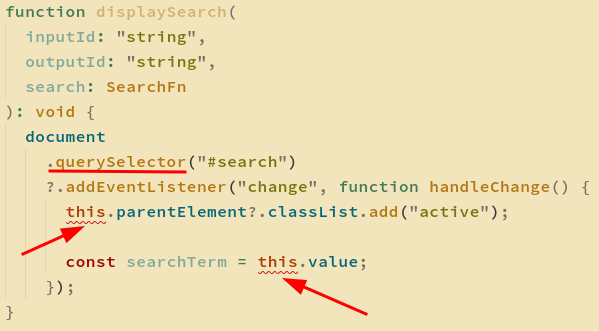 function displaySearch(
  inputId: "string",
  outputId: "string",
  search: SearchFn
): void {
  document
    .querySelector("#search")
    ?.addEventListener("change", function handleChange() {
      this.parentElement?.classList.add("active");

      const searchTerm = this.value;
    });
}